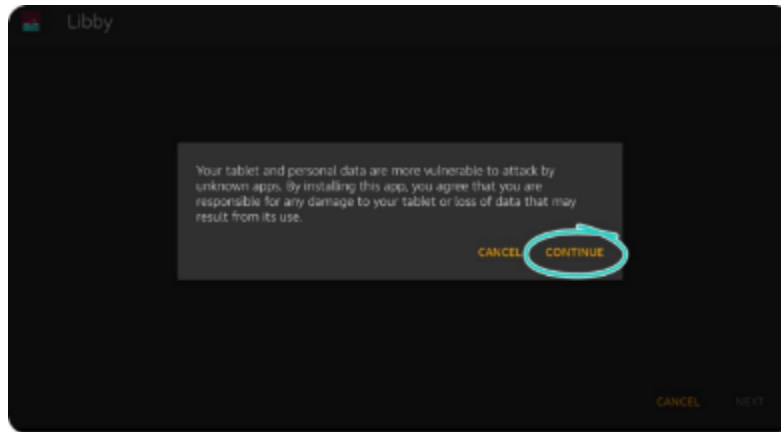 Libby
Your tablet and personal data are more vulnerable to attack by
unknown apps. By installing this app, you agree that you are
responsible for any damage to your tablet or loss of data that may
result from its use.
CANCEL CONTINUE
CANCEL NEXT